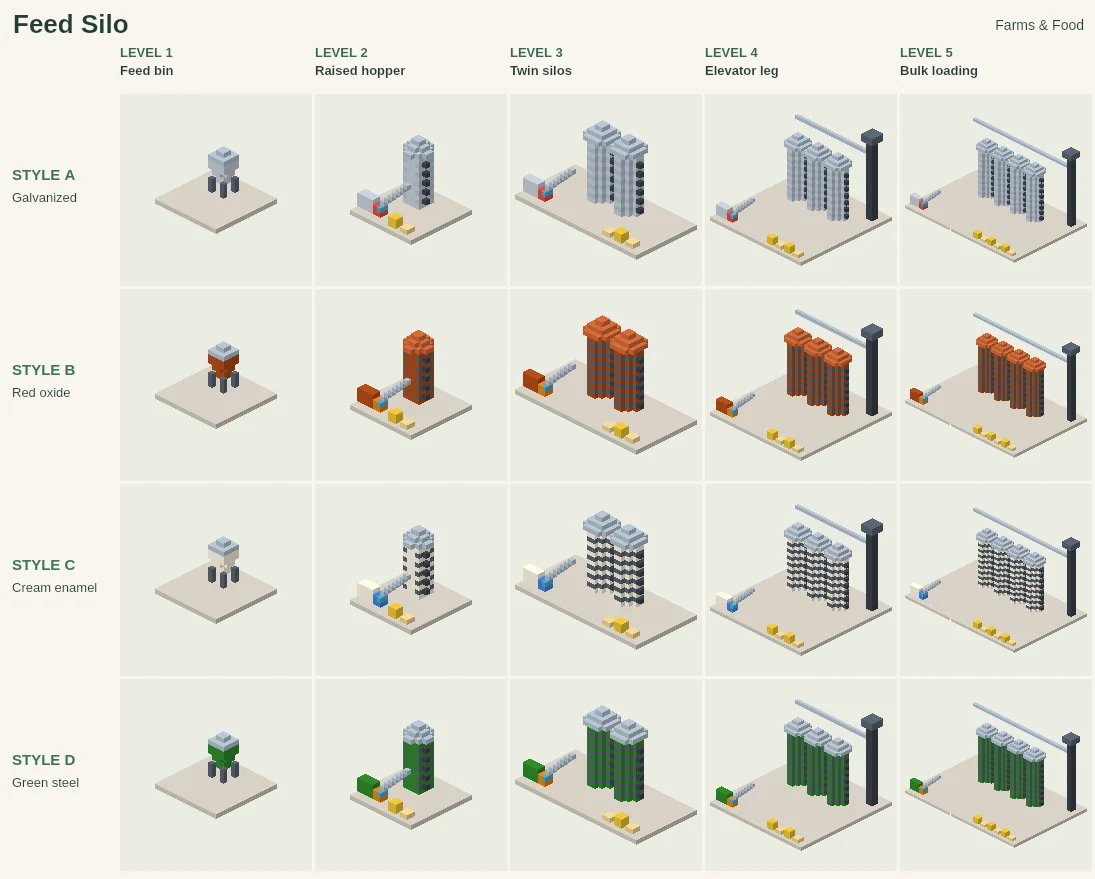 Feed Silo
Farms & Food
LEVEL 1
Feed bin
LEVEL 2
Raised hopper
LEVEL 3
Twin silos
LEVEL 4
Elevator leg
LEVEL 5
Bulk loading
STYLE A
Galvanized
STYLE B
Red oxide
STYLE C
Cream enamel
STYLE D
Green steel